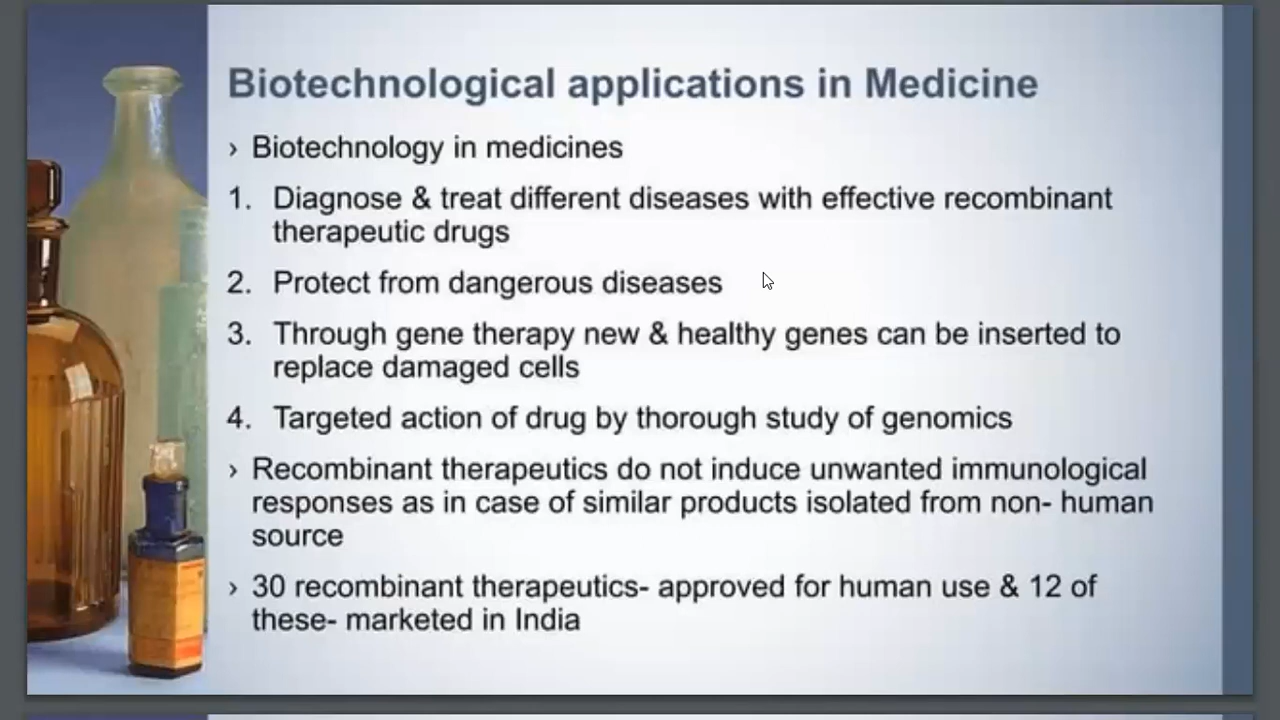 Biotechnological applications in Medicine
› Biotechnology in medicines
1. Diagnose & treat different diseases with effective recombinant
therapeutic drugs
2. Protect from dangerous diseases
3. Through gene therapy new & healthy genes can be inserted to
replace damaged cells
4. Targeted action of drug by thorough study of genomics
› Recombinant therapeutics do not induce unwanted immunological
responses as in case of similar products isolated from non- human
source
› 30 recombinant therapeutics- approved for human use & 12 of
these- marketed in India